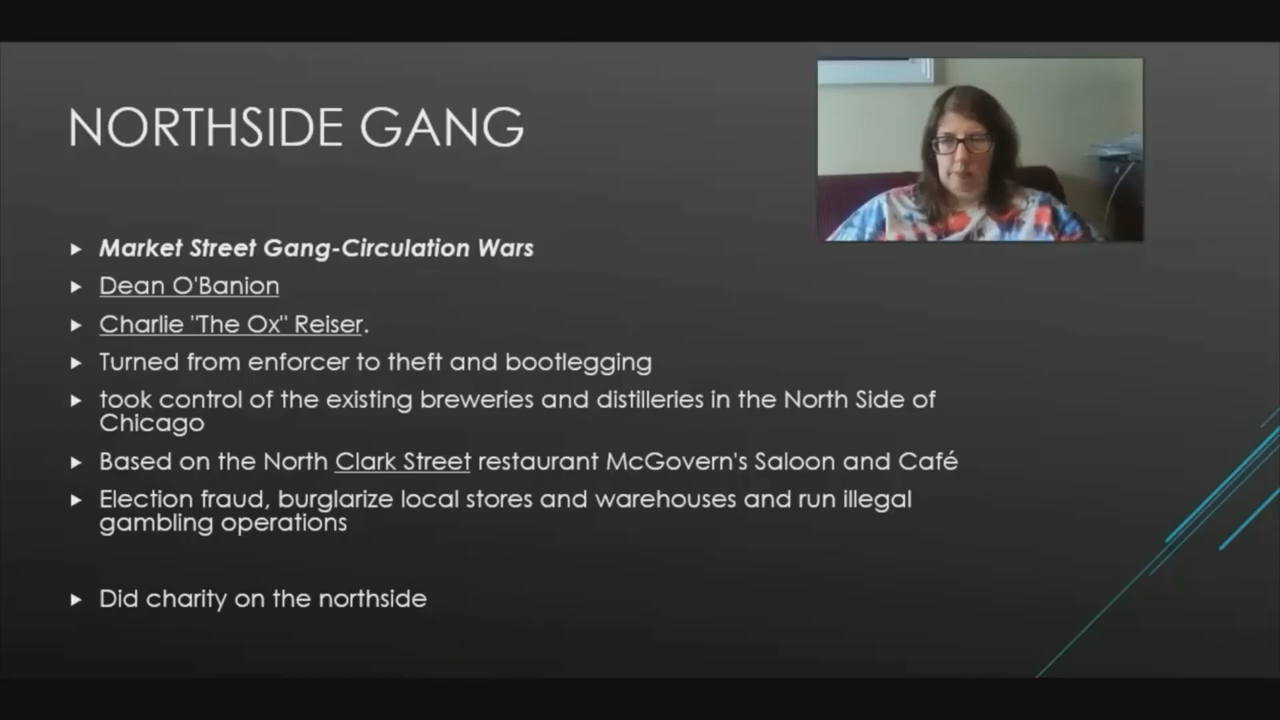 NORTHSIDE GANG
Market Street Gang-Circulation Wars
Dean O'Banion
Charlie "The Ox" Reiser.
Turned from enforcer to theft and bootlegging
took control of the existing breweries and distilleries in the North Side of
Chicago
Based on the North Clark Street restaurant McGovern's Saloon and Café
Election fraud, burglarize local stores and warehouses and run illegal
gambling operations
Did charity on the northside